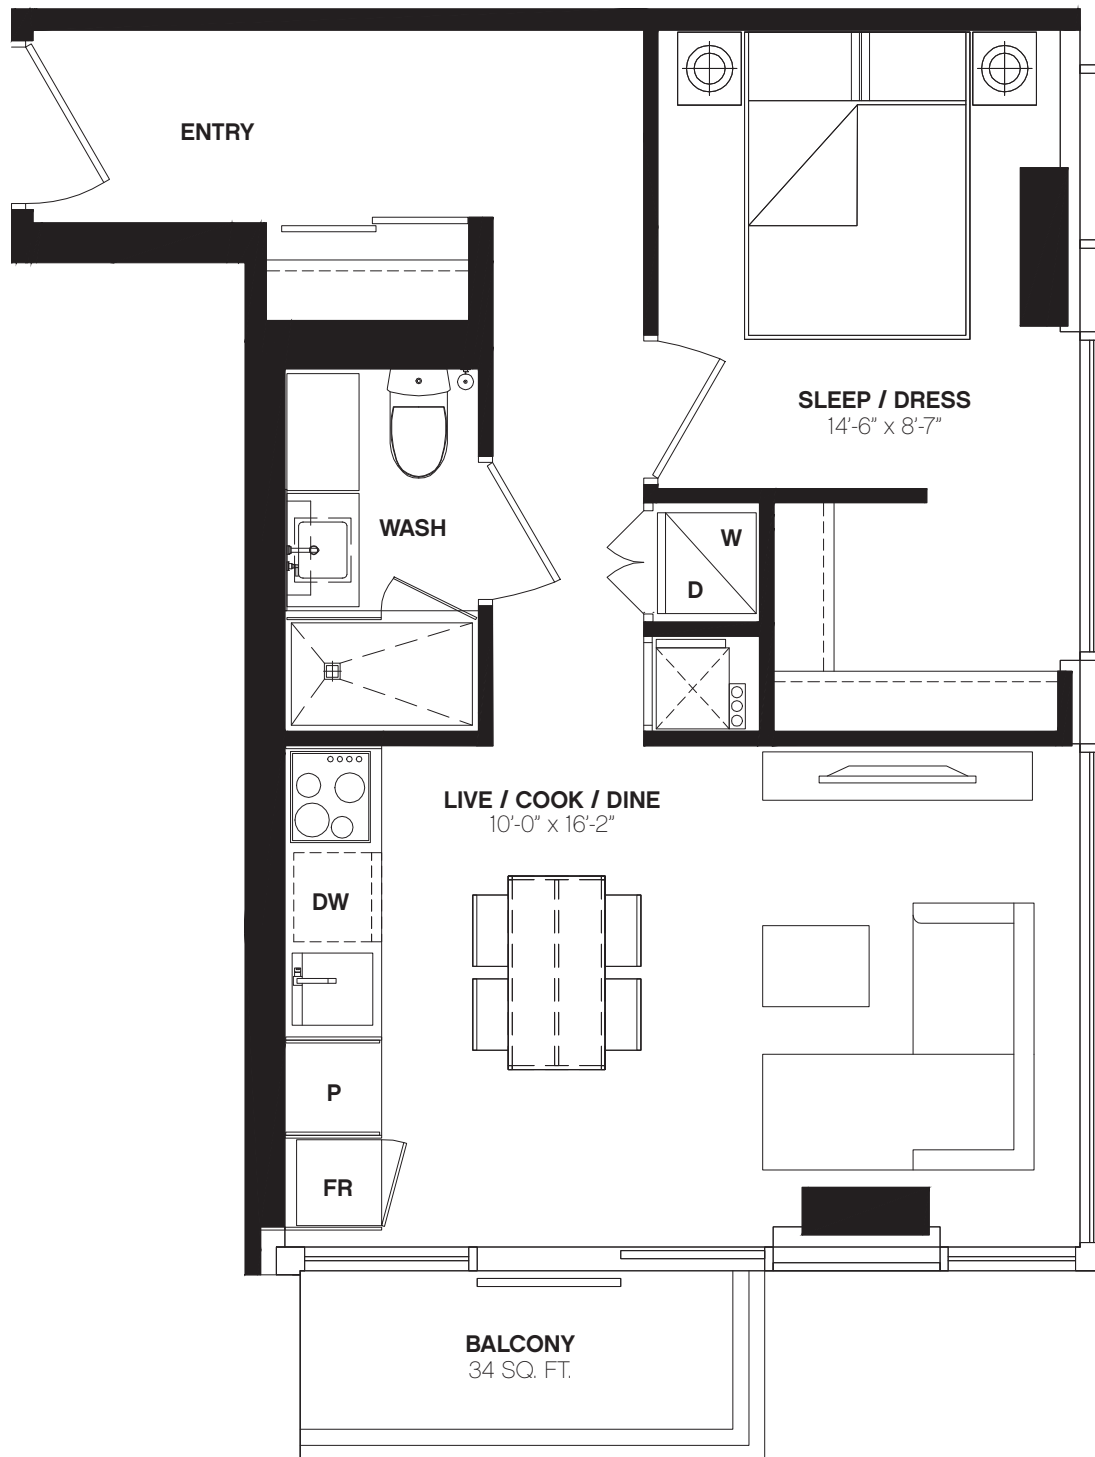 ENTRY
SLEEP / DRESS
14'-6" x 8'-7"
WASH
W
D
LIVE / COOK / DINE
10'-0" x 16'-2"
DW
P
FR
BALCONY
34 SQ. FT.